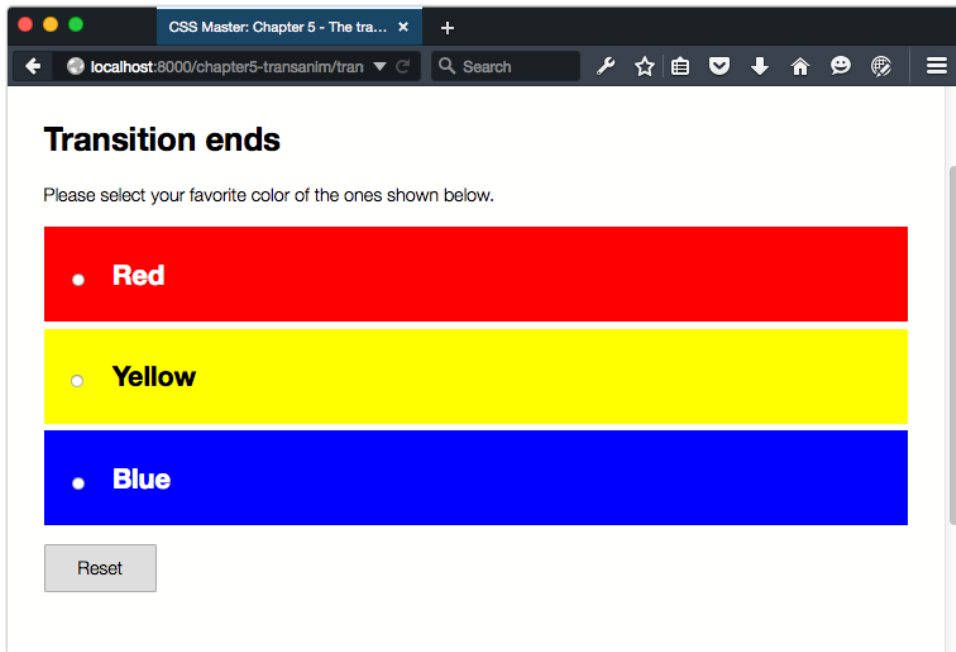 CSS Master: Chapter 5 - The tra...
localhost:8000/chapter5-transanim/tran
Search
Transition ends
Please select your favorite color of the ones shown below.
Red
Yellow
Blue
Reset